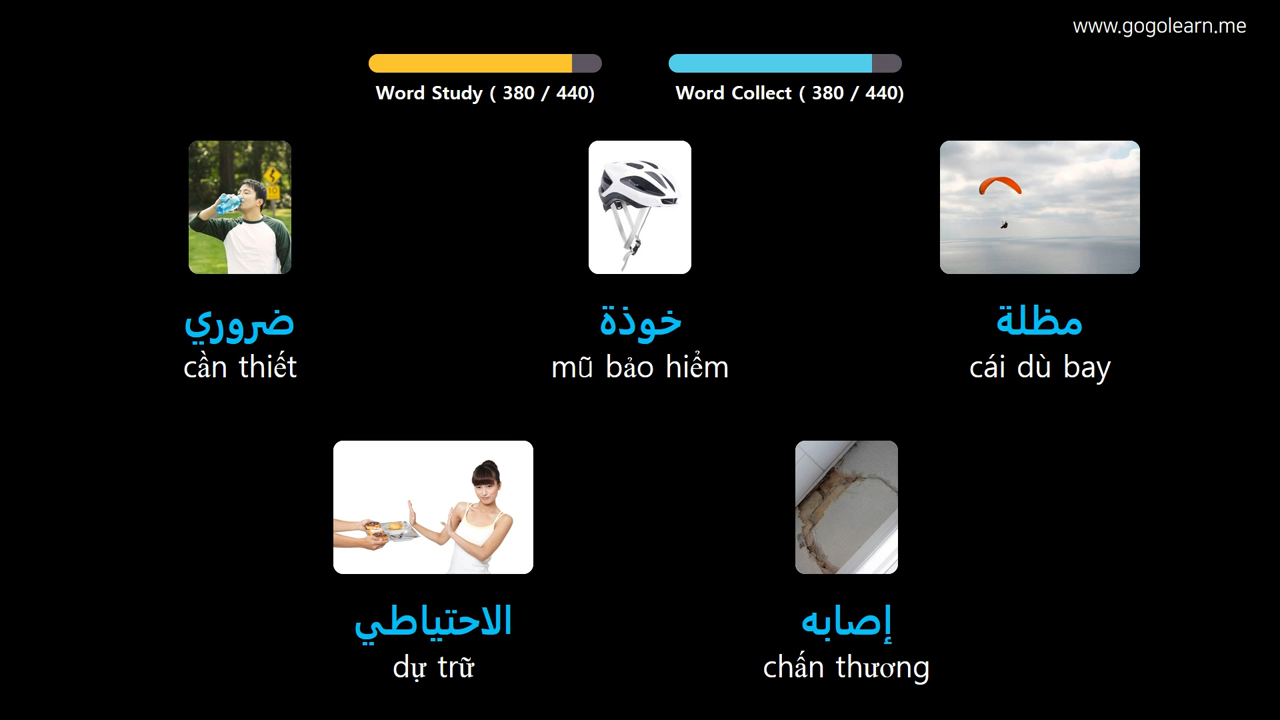 www.gogolearn.me
Word Study ( 380 / 440)
Word Collect ( 380 / 440)
ضروري
cần thiết
خوذة
mũ bảo hiểm
مظلة
cái dù bay
الاحتياطي
dự trữ
إصابه
chấn thương